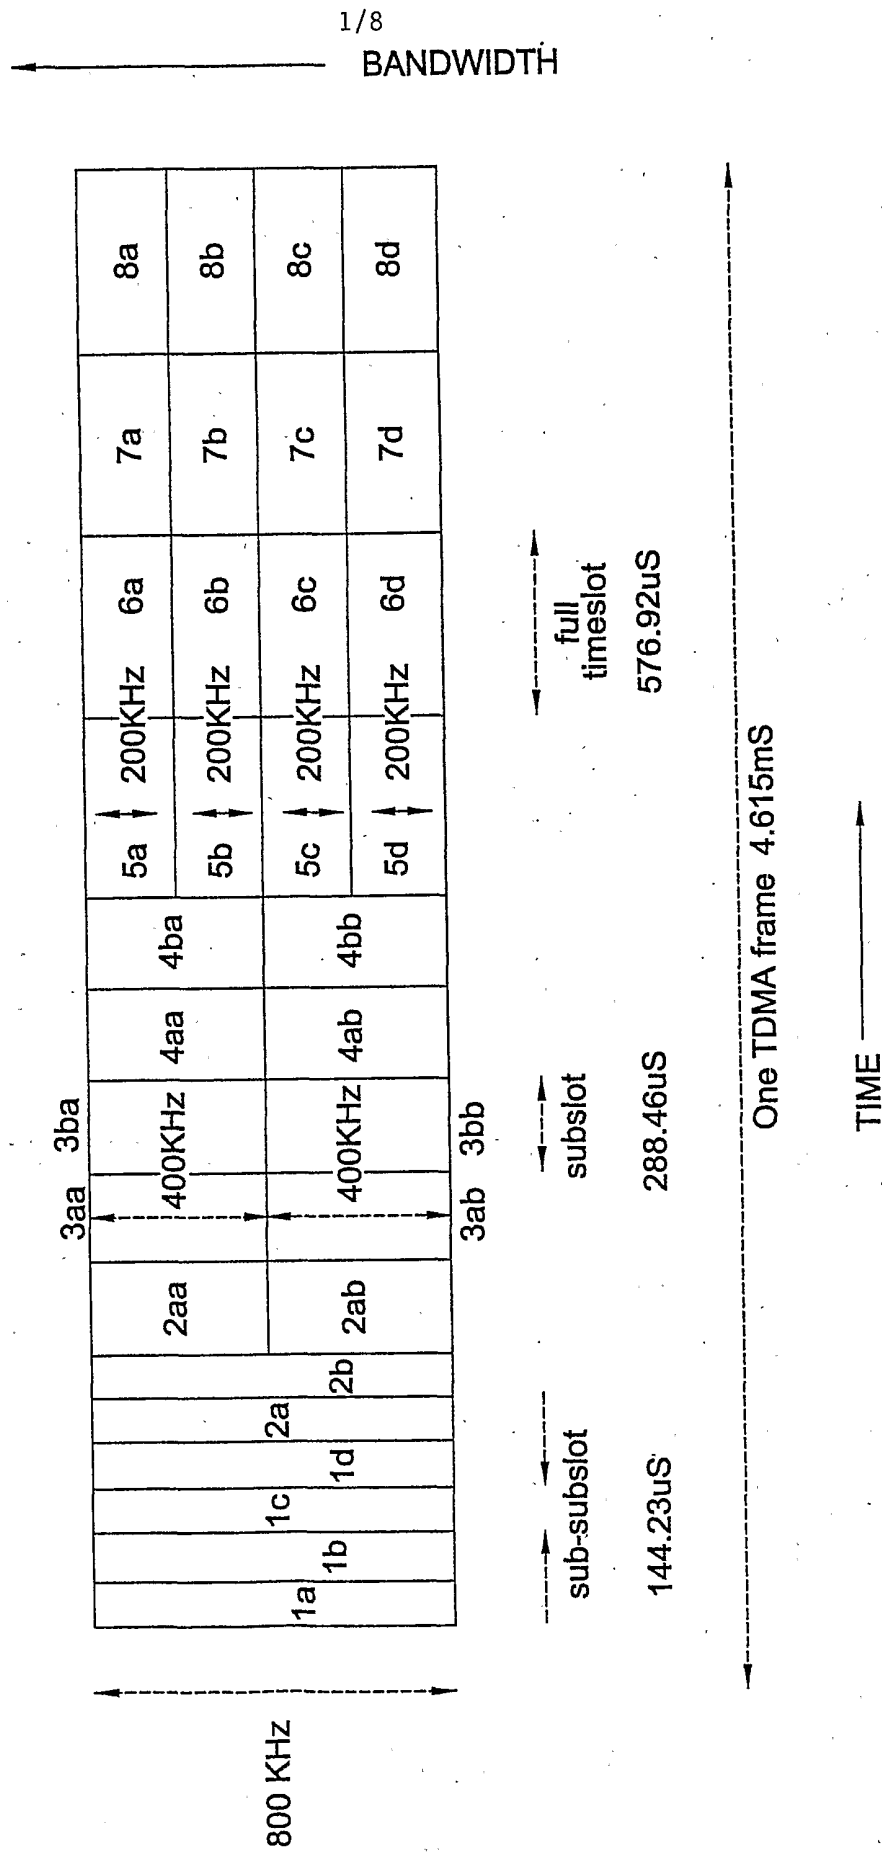 1/8
BANDWIDTH
800 KHz
1a
1b
1c
1d
2a
2b
2aa
2ab
3aa
3ba
400KHz
400KHz
3ab
3bb
4aa
4ba
4ab
4bb
5a
200KHz
6a
7a
8a
5b
200KHz
6b
7b
8b
5c
200KHz
6c
7c
8c
5d
200KHz
6d
7d
8d
sub-subslot
144.23uS
subslot
288.46uS
full
timeslot
576.92uS
One TDMA frame 4.615mS
TIME